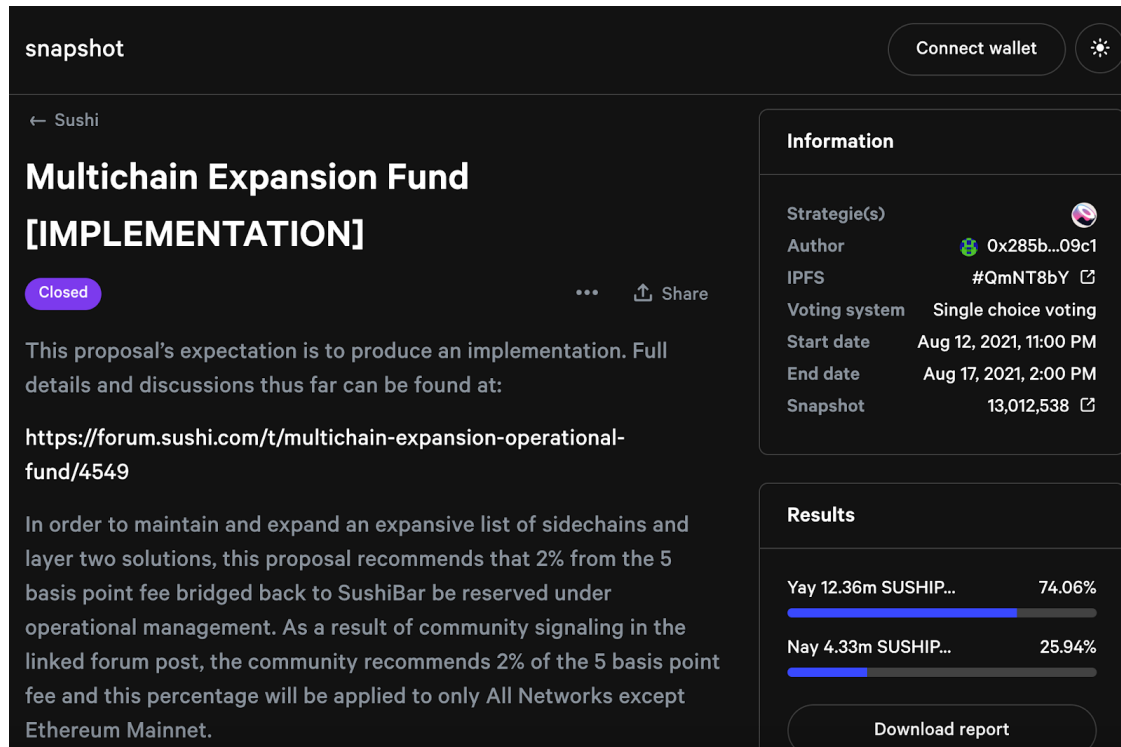 snapshot
Connect wallet
← Sushi
Multichain Expansion Fund
[IMPLEMENTATION]
Closed
••• Share
This proposal’s expectation is to produce an implementation. Full
details and discussions thus far can be found at:
https://forum.sushi.com/t/multichain-expansion-operational-
fund/4549
In order to maintain and expand an expansive list of sidechains and
layer two solutions, this proposal recommends that 2% from the 5
basis point fee bridged back to SushiBar be reserved under
operational management. As a result of community signaling in the
linked forum post, the community recommends 2% of the 5 basis point
fee and this percentage will be applied to only All Networks except
Ethereum Mainnet.
Information
Strategie(s)
Author 0x285b...09c1
IPFS #QmNT8bY
Voting system Single choice voting
Start date Aug 12, 2021, 11:00 PM
End date Aug 17, 2021, 2:00 PM
Snapshot 13,012,538
Results
Yay 12.36m SUSHIP... 74.06%
Nay 4.33m SUSHIP... 25.94%
Download report